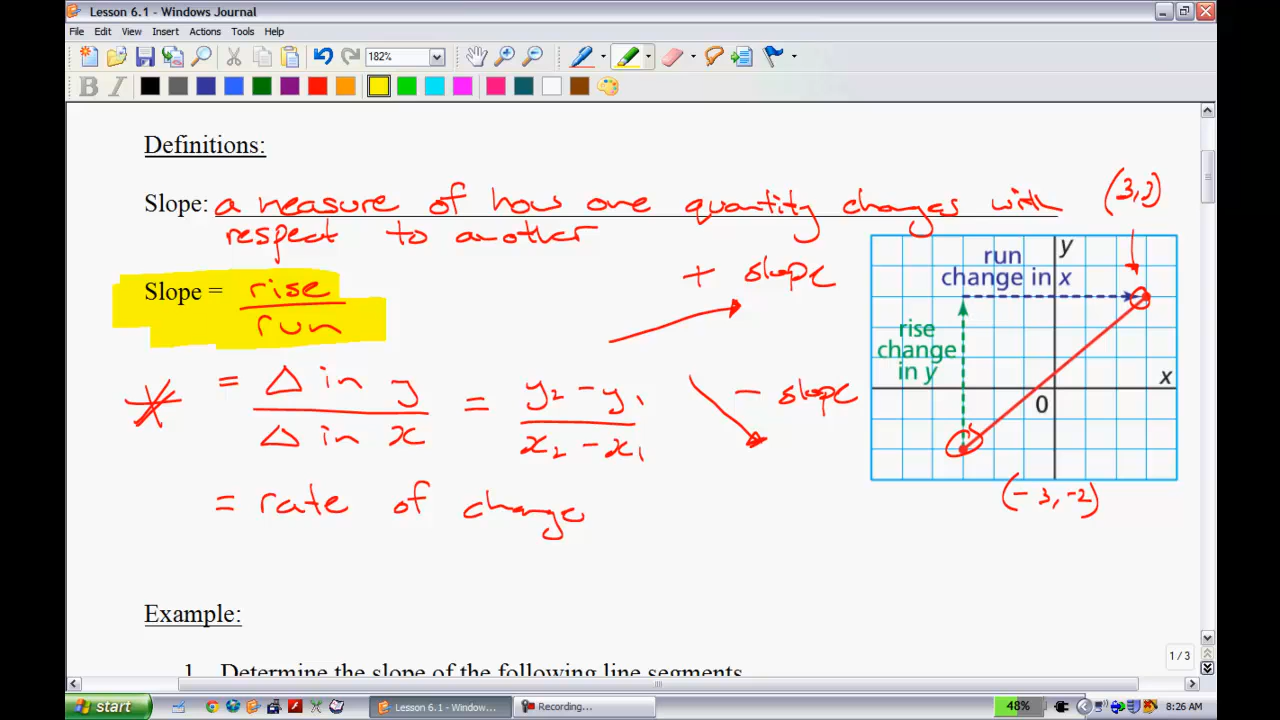 Lesson 6.1 - Windows Journal
File Edit View Insert Actions Tools Help
182%
B I
Definitions:
Slope: a measure of how one quantity changes with
respect to another
(3,3)
Slope = rise
run
+ slope
- slope
= Δ in y
Δ in x
= y₂ - y₁
x₂ - x₁
= rate of change
y
run
change in x
rise
change
in y
x
0
(-3,-2)
Example:
1. Determine the slope of the following line segments.
1 / 3
start
Lesson 6.1 - Windo...
Recording...
48%
8:26 AM